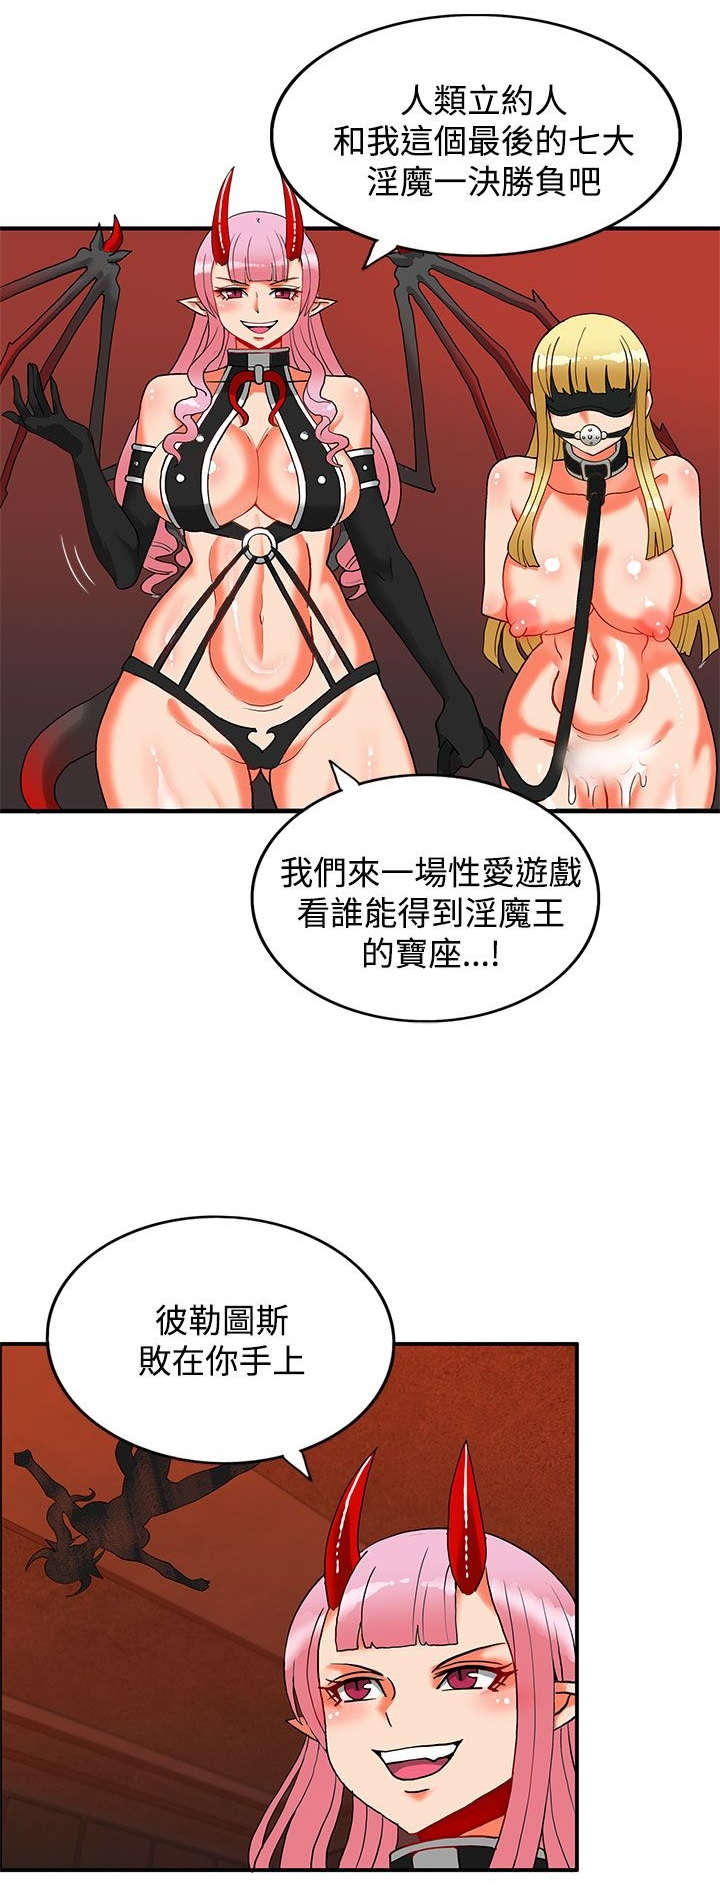 人類立約人
和我這個最後的七大
淫魔一決勝負吧
我們來一場性愛遊戲
看誰能得到淫魔王
的寶座...!
彼勒圖斯
敗在你手上